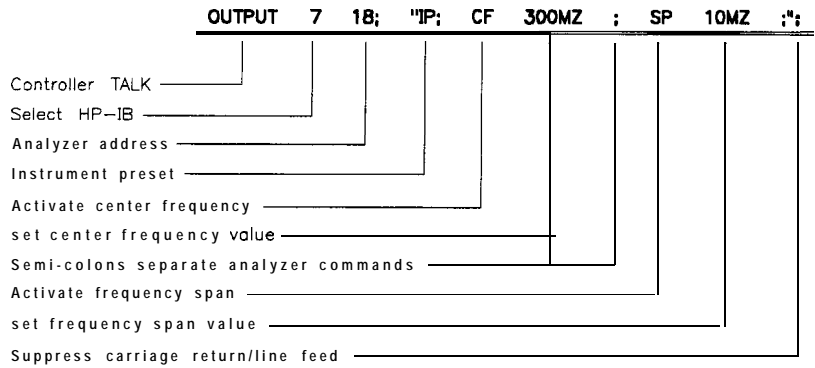 OUTPUT 7 18; "IP; CF 300MZ ; SP 10MZ ;";
Controller TALK
Select HP-IB
Analyzer address
Instrument preset
Activate center frequency
set center frequency value
Semi-colons separate analyzer commands
Activate frequency span
set frequency span value
Suppress carriage return/line feed